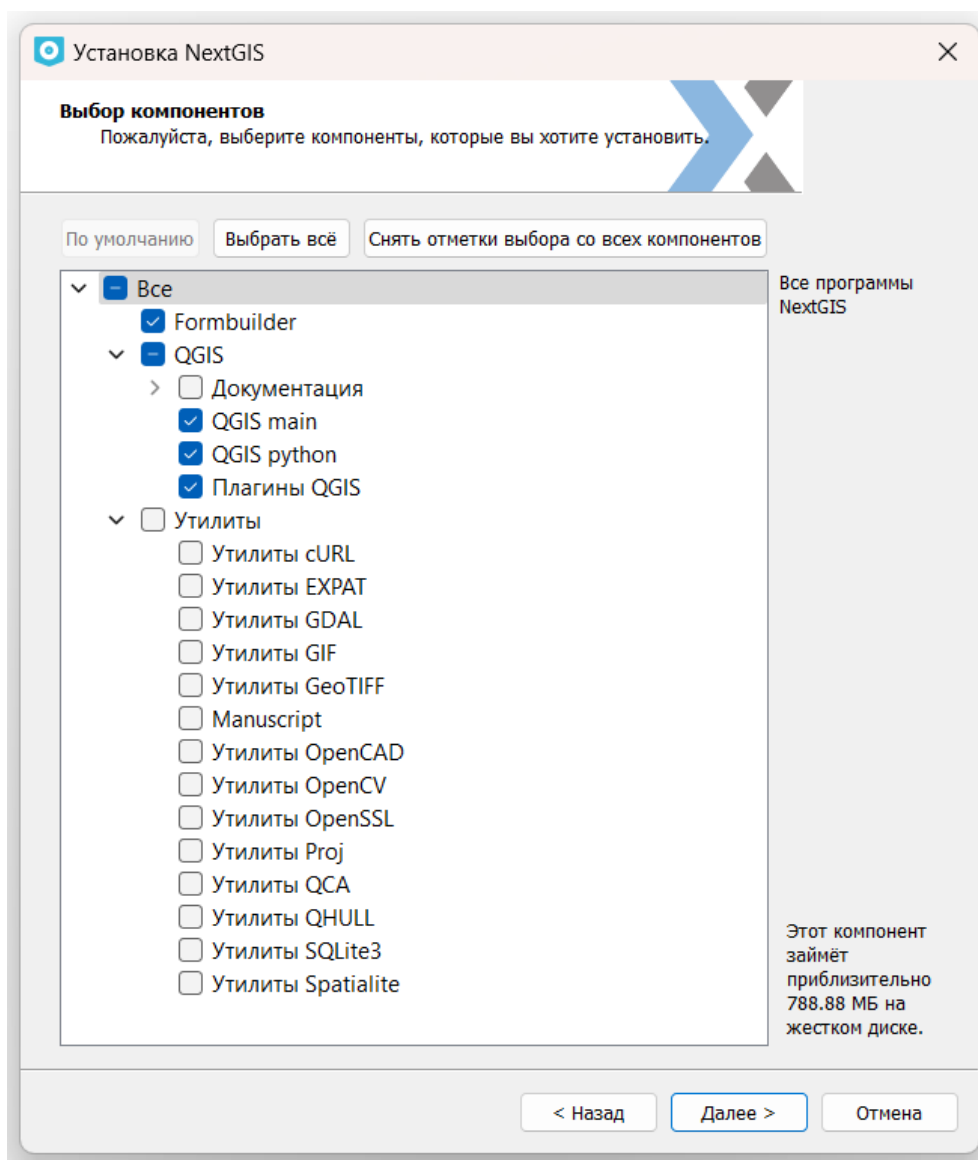 Установка NextGIS
Выбор компонентов
Пожалуйста, выберите компоненты, которые вы хотите установить.
По умолчанию
Выбрать всё
Снять отметки выбора со всех компонентов
Все
Formbuilder
QGIS
Документация
QGIS main
QGIS python
Плагины QGIS
Утилиты
Утилиты cURL
Утилиты EXPAT
Утилиты GDAL
Утилиты GIF
Утилиты GeoTIFF
Manuscript
Утилиты OpenCAD
Утилиты OpenCV
Утилиты OpenSSL
Утилиты Proj
Утилиты QCA
Утилиты QHULL
Утилиты SQLite3
Утилиты Spatialite
Все программы
NextGIS
Этот компонент
займёт
приблизительно
788.88 МБ на
жестком диске.
< Назад
Далее >
Отмена